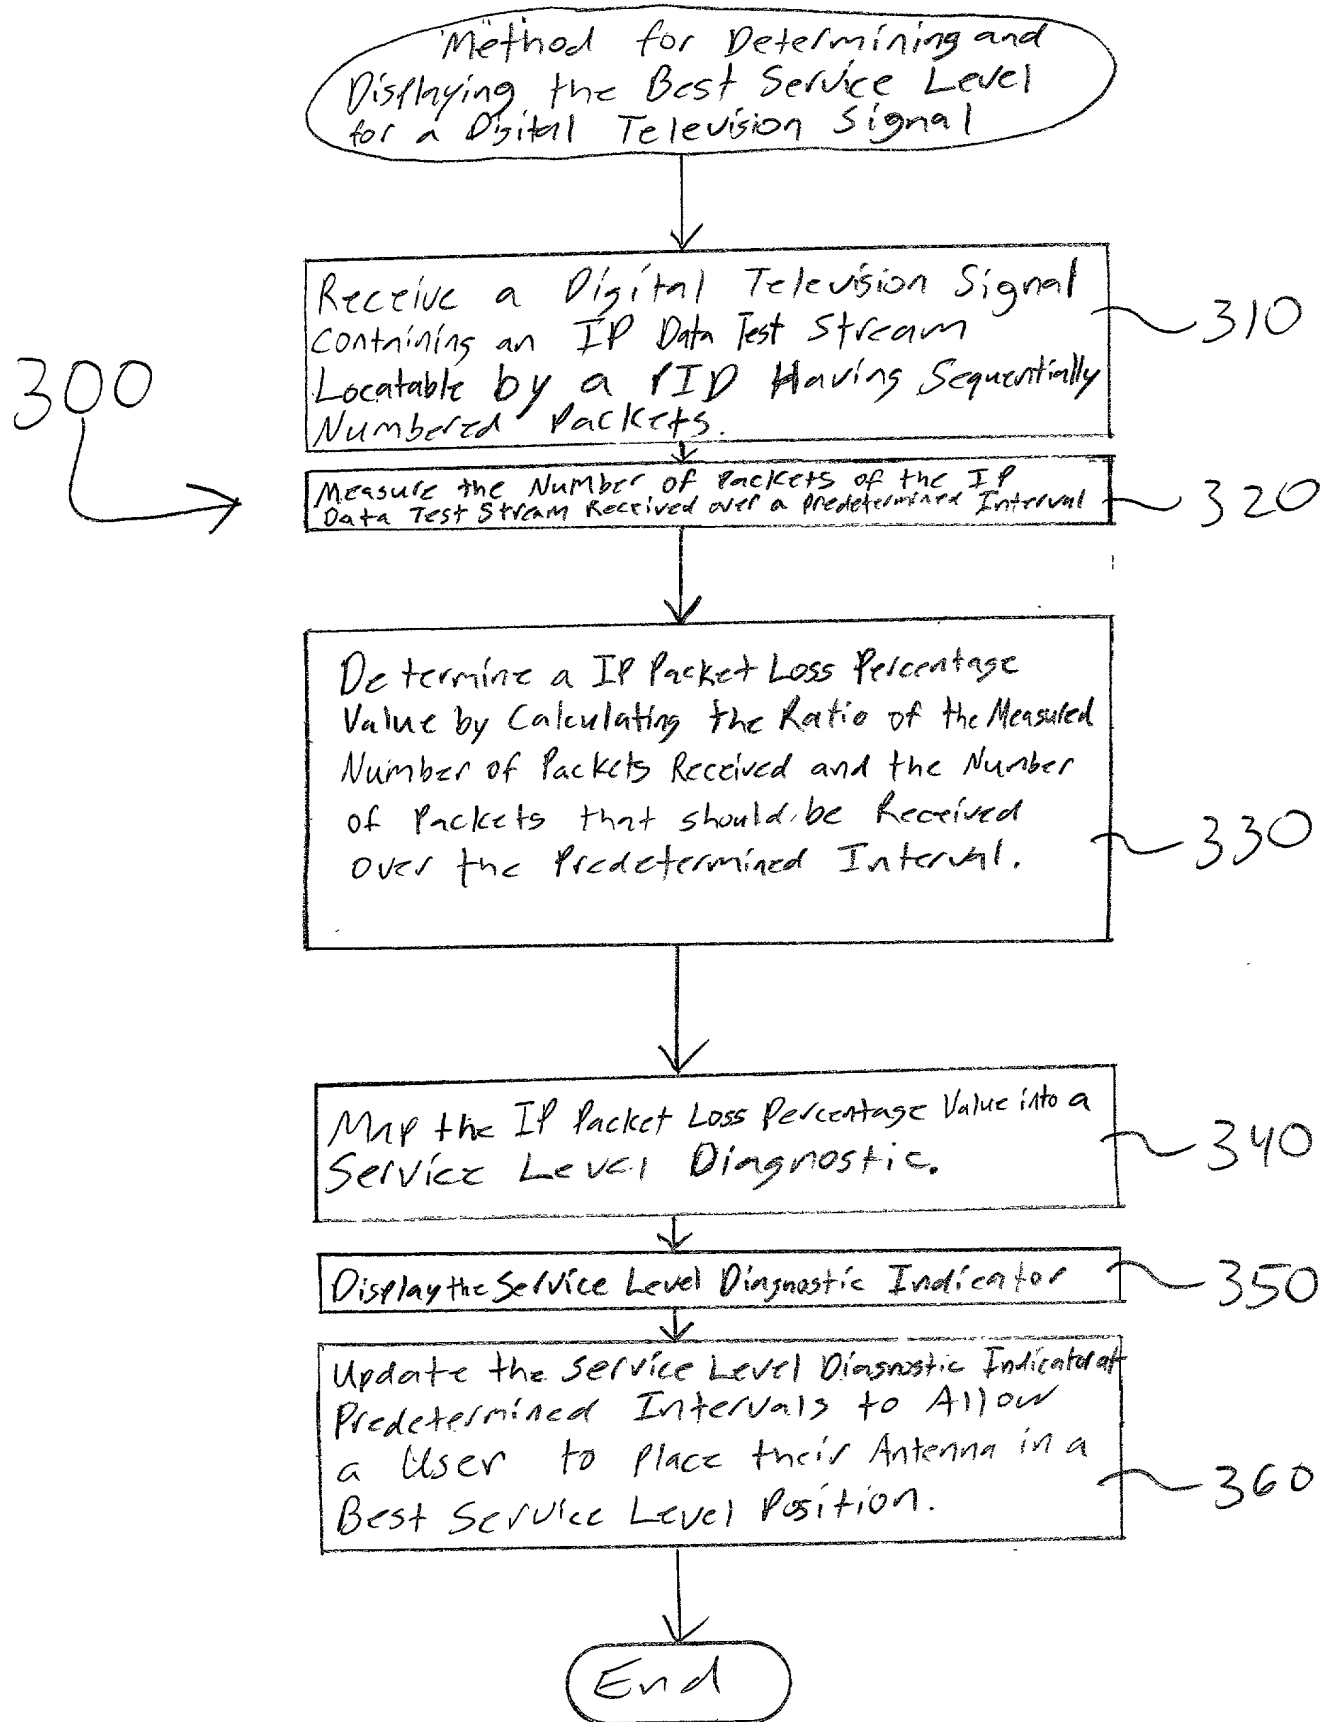 Method for Determining and
Displaying the Best Service Level
for a Digital Television Signal
Receive a Digital Television Signal
Containing an IP Data Test Stream
Locatable by a PID Having Sequentially
Numbered Packets.
310
300
Measure the Number of Packets of the IP
Data Test Stream Received over a Predetermined Interval
320
Determine a IP Packet Loss Percentage
Value by Calculating the Ratio of the Measured
Number of Packets Received and the Number
of Packets that should be Received
over the Predetermined Interval.
330
Map the IP Packet Loss Percentage Value into a
Service Level Diagnostic.
340
Display the Service Level Diagnostic Indicator
350
Update the Service Level Diagnostic Indicator at
Predetermined Intervals to Allow
a User to Place their Antenna in a
Best Service Level Position.
360
End